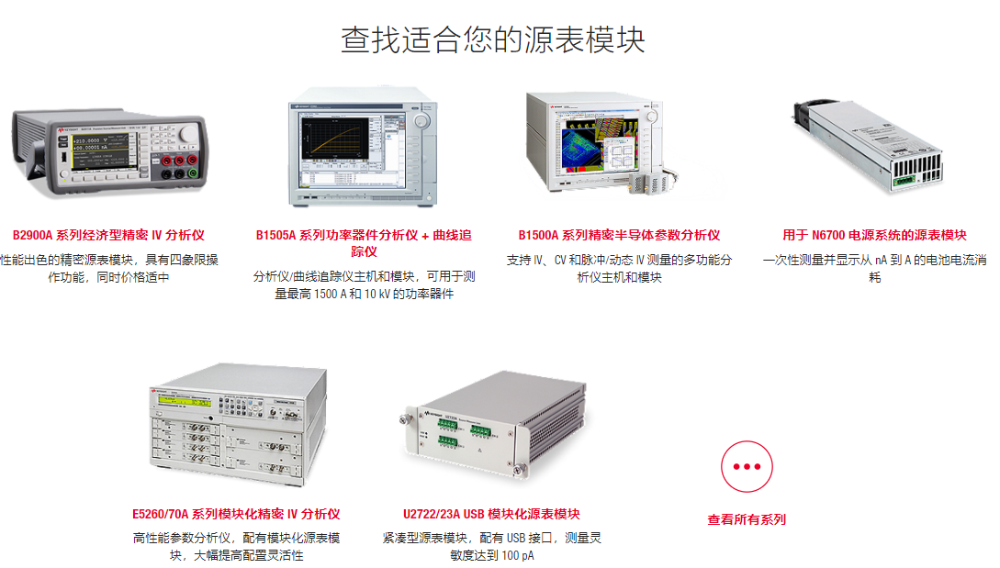 查找适合您的源表模块
B2900A 系列经济型精密 IV 分析仪
性能出色的精密源表模块，具有四象限操
作功能，同时价格适中
B1505A 系列功率器件分析仪 + 曲线追
踪仪
分析仪/曲线追踪仪主机和模块，可用于测
量最高 1500 A 和 10 kV 的功率器件
B1500A 系列精密半导体参数分析仪
支持 IV、CV 和脉冲/动态 IV 测量的多功能分
析仪主机和模块
用于 N6700 电源系统的源表模块
一次性测量并显示从 nA 到 A 的电池电流消
耗
E5260/70A 系列模块化精密 IV 分析仪
高性能参数分析仪，配有模块化源表模
块，大幅提高配置灵活性
U2722/23A USB 模块化源表模块
紧凑型源表模块，配有 USB 接口，测量灵
敏度达到 100 pA
查看所有系列